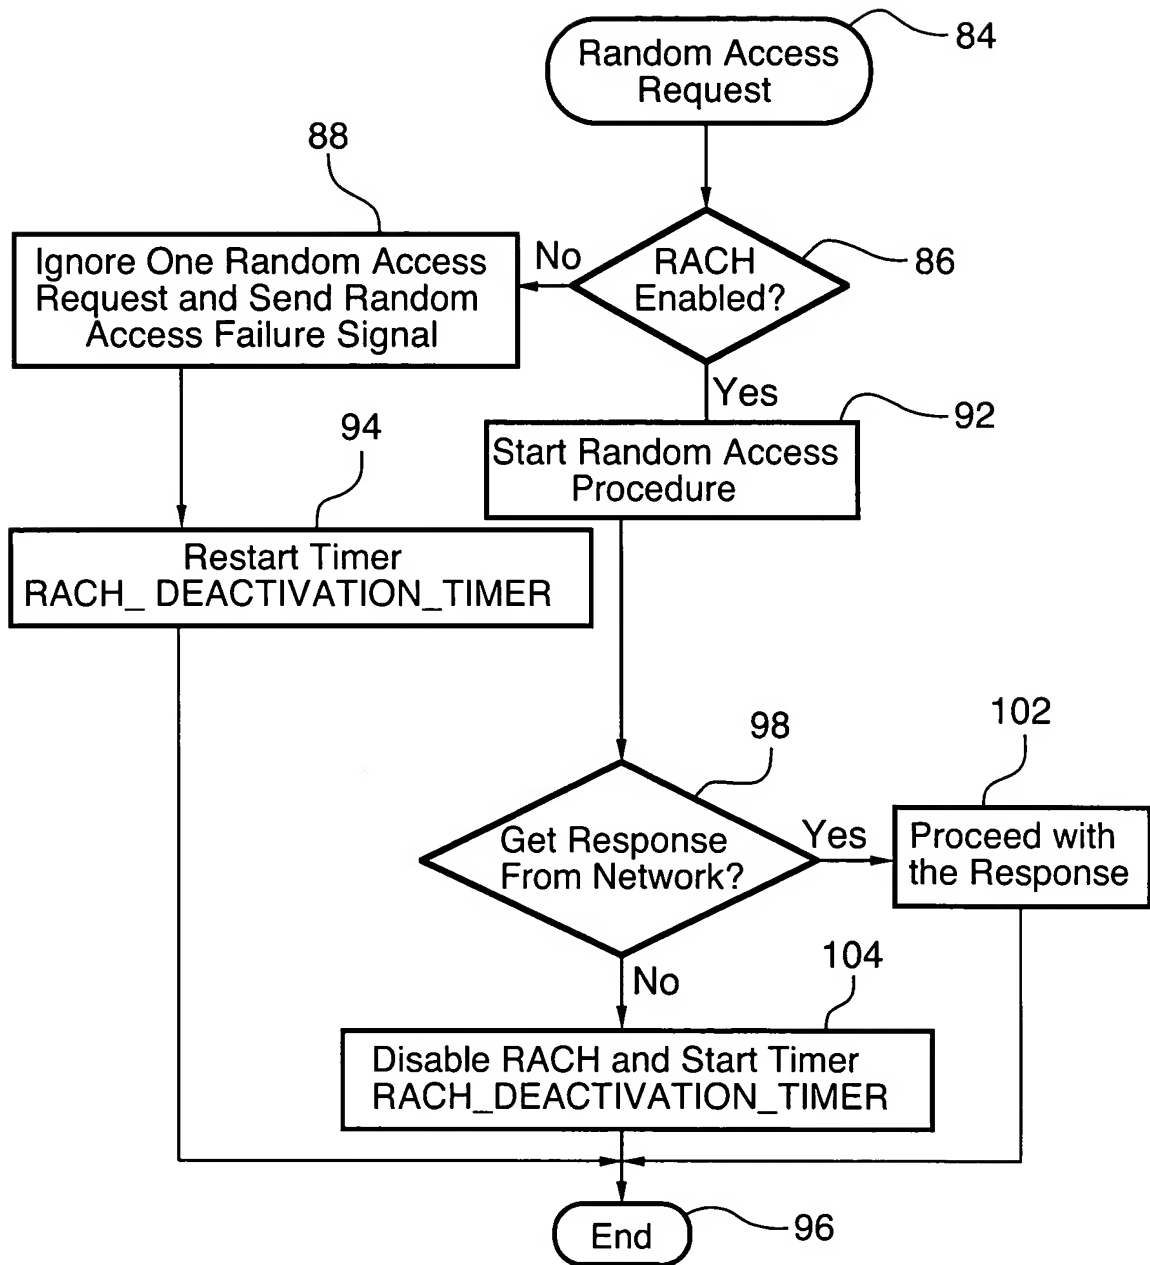 Random Access
Request
84
88
Ignore One Random Access
Request and Send Random
Access Failure Signal
No
RACH
Enabled?
86
Yes
92
Start Random Access
Procedure
94
Restart Timer
RACH_ DEACTIVATION_TIMER
98
Get Response
From Network?
Yes
102
Proceed with
the Response
No
104
Disable RACH and Start Timer
RACH_DEACTIVATION_TIMER
End
96